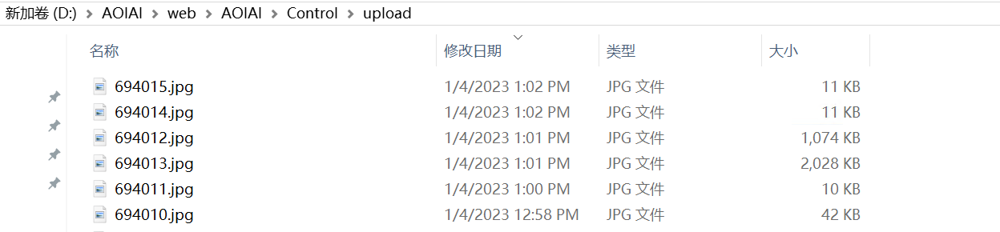 新加卷 (D:) > AOIAI > web > AOIAI > Control > upload
名称 修改日期 类型 大小
694015.jpg 1/4/2023 1:02 PM JPG 文件 11 KB
694014.jpg 1/4/2023 1:02 PM JPG 文件 11 KB
694012.jpg 1/4/2023 1:01 PM JPG 文件 1,074 KB
694013.jpg 1/4/2023 1:01 PM JPG 文件 2,028 KB
694011.jpg 1/4/2023 1:00 PM JPG 文件 10 KB
694010.jpg 1/4/2023 12:58 PM JPG 文件 42 KB